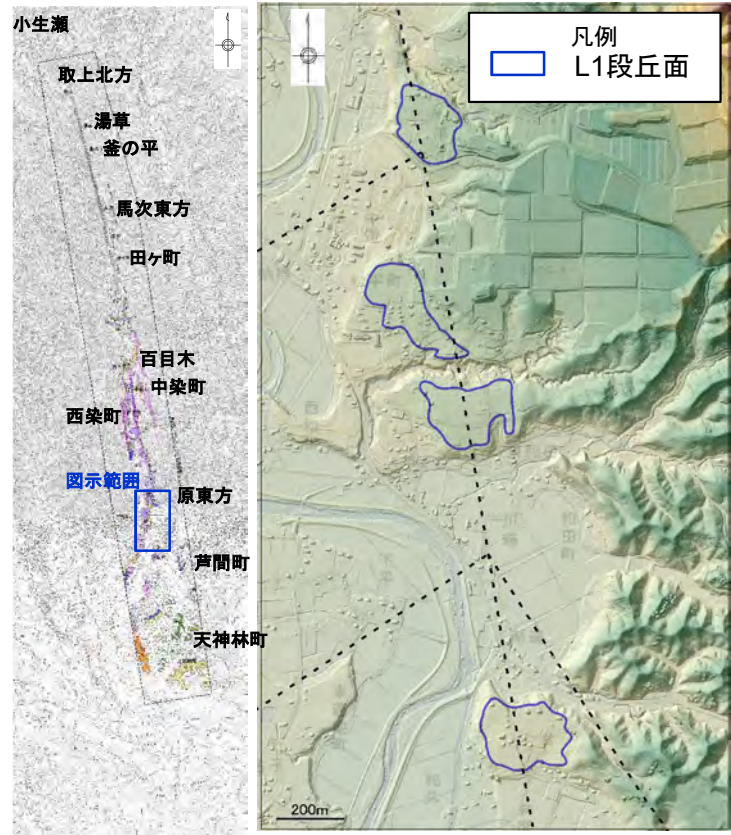 小生瀬
取上北方
湯草
釜の平
馬次東方
田ヶ町
百目木
中染町
西染町
図示範囲
原東方
芦間町
天神林町
凡例
L1段丘面
200m